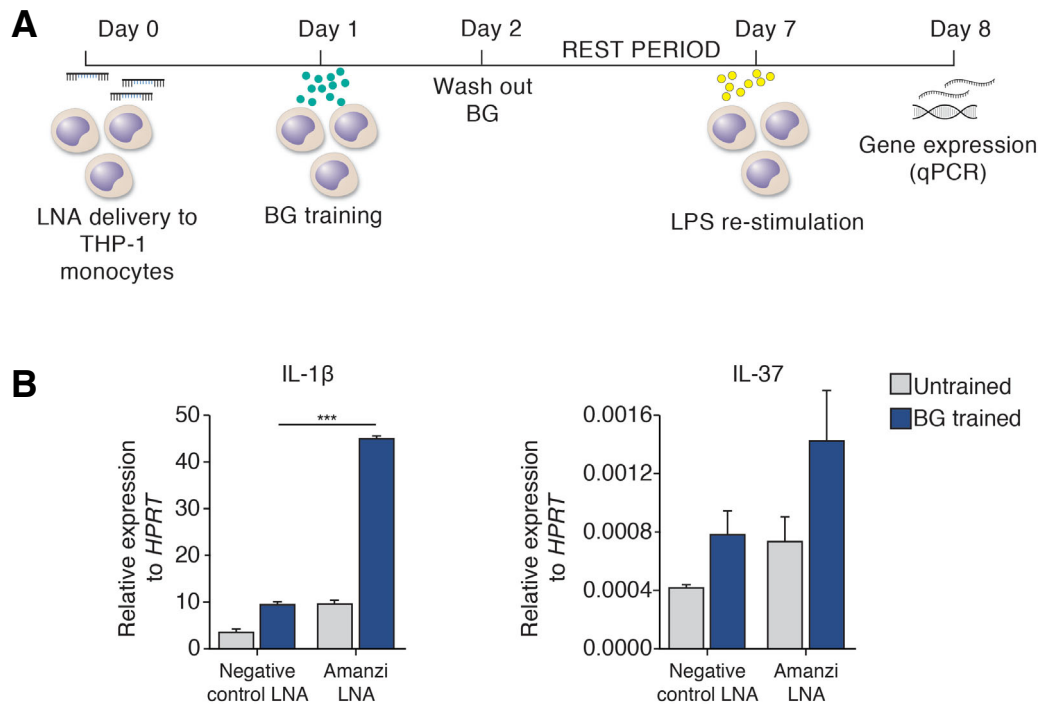 A
Day 0
Day 1
Day 2
Day 7
Day 8
REST PERIOD
Wash out
BG
LNA delivery to
THP-1
monocytes
BG training
LPS re-stimulation
Gene expression
(qPCR)
B
IL-1β
Relative expression
to HPRT
50
40
30
20
10
0
***
Negative
control LNA
Amanzi
LNA
IL-37
Relative expression
to HPRT
0.0016
0.0012
0.0008
0.0004
0.0000
Negative
control LNA
Amanzi
LNA
Untrained
BG trained